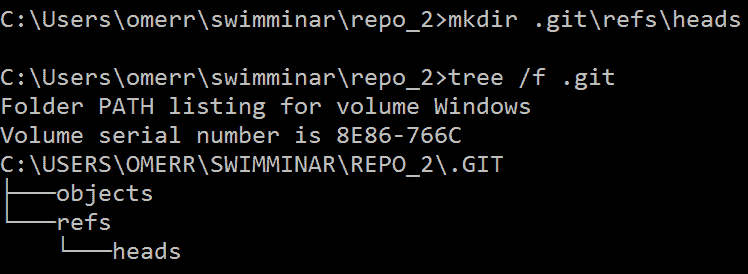 C:\Users\omerr\swimminar\repo_2>mkdir .git\refs\heads
C:\Users\omerr\swimminar\repo_2>tree /f .git
Folder PATH listing for volume Windows
Volume serial number is 8E86-766C
C:\USERS\OMERR\SWIMMINAR\REPO_2\.GIT
├───objects
└───refs
    └───heads